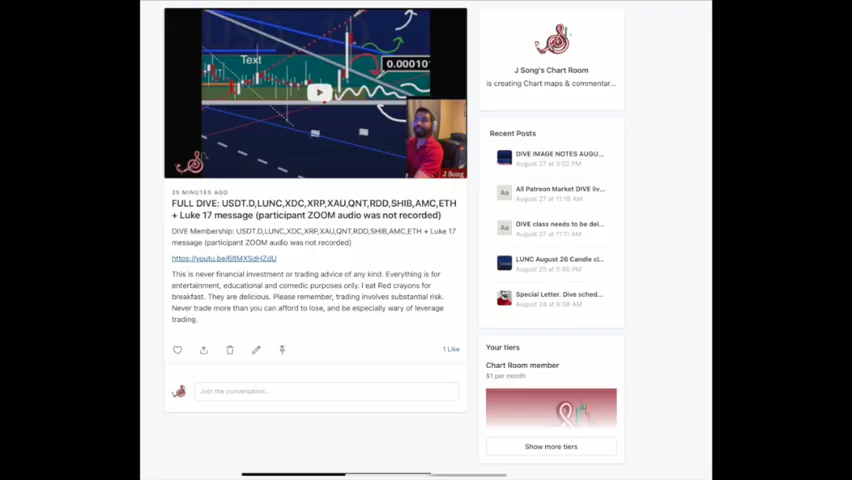 Text
0.00010
J Song
25 MINUTES AGO
FULL DIVE: USDT.D,LUNC,XDC,XRP,XAU,QNT,RDD,SHIB,AMC,ETH
+ Luke 17 message (participant ZOOM audio was not recorded)
DIVE Membership: USDT.D,LUNC,XDC,XRP,XAU,QNT,RDD,SHIB,AMC,ETH + Luke 17
message (participant ZOOM audio was not recorded)
This is never financial investment or trading advice of any kind. Everything is for
entertainment, educational and comedic purposes only. I eat Red crayons for
breakfast. They are delicious. Please remember, trading involves substantial risk.
Never trade more than you can afford to lose, and be especially wary of leverage
trading.
1 Like
Join the conversation...
J Song's Chart Room
is creating Chart maps & commentar...
Recent Posts
DIVE IMAGE NOTES AUGU...
August 27 at 3:02 PM
Aa
All Patreon Market DIVE liv...
August 27 at 11:18 AM
Aa
DIVE class needs to be del...
August 27 at 11:11 AM
LUNC August 26 Candle cl...
August 25 at 5:50 PM
Special Letter. Dive sched...
August 24 at 6:08 AM
Your tiers
Chart Room member
$1 per month
Show more tiers